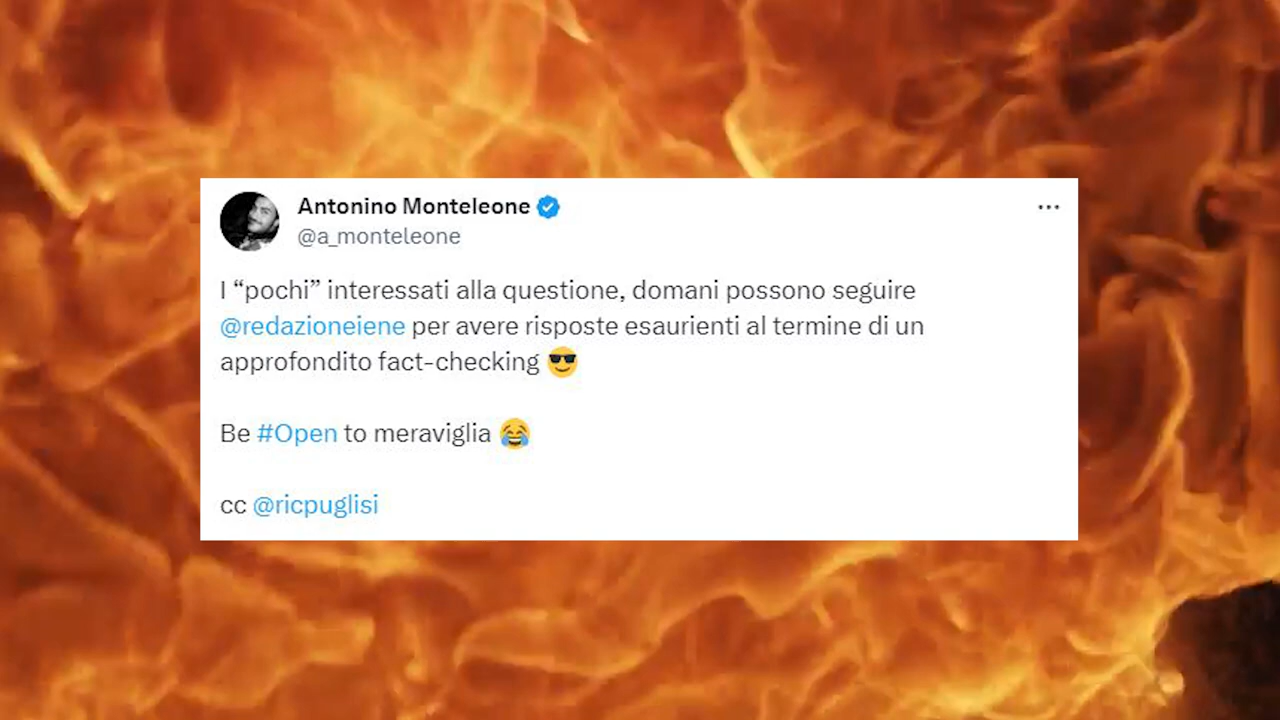 Antonino Monteleone
@a_monteleone
I “pochi” interessati alla questione, domani possono seguire
@redazioneiene per avere risposte esaurienti al termine di un
approfondito fact-checking 😎
Be #Open to meraviglia 😂
cc @ricpuglisi